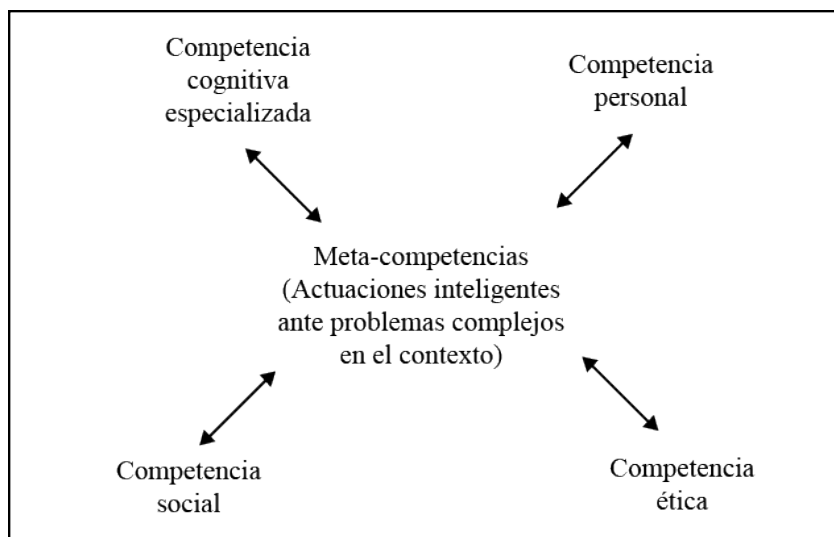 Competencia
cognitiva
especializada
Competencia
personal
Meta-competencias
(Actuaciones inteligentes
ante problemas complejos
en el contexto)
Competencia
social
Competencia
ética